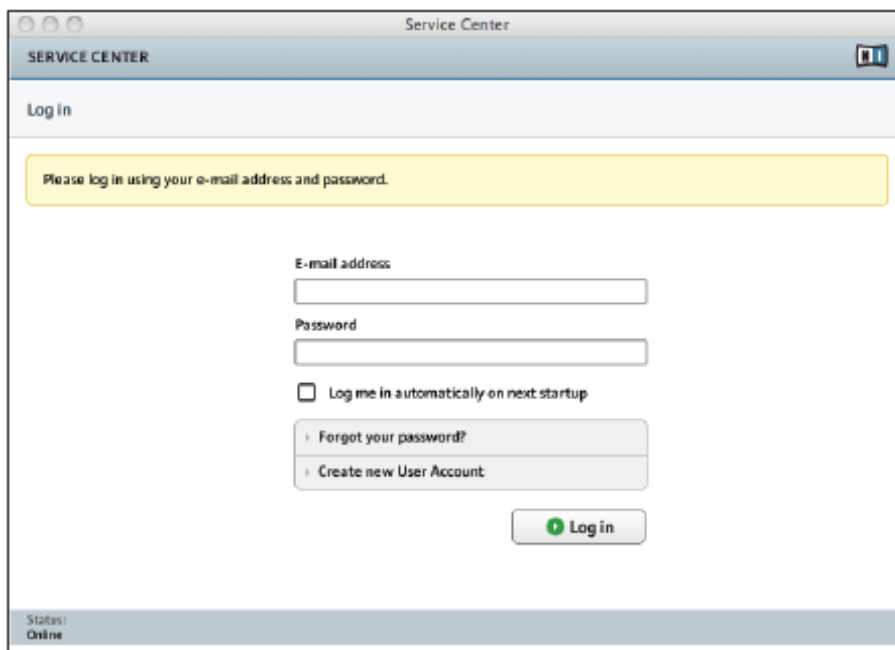 Service Center
SERVICE CENTER
NI
Log in
Please log in using your e-mail address and password.
E-mail address
Password
Log me in automatically on next startup
Forgot your password?
Create new User Account
Log in
Status:
Online